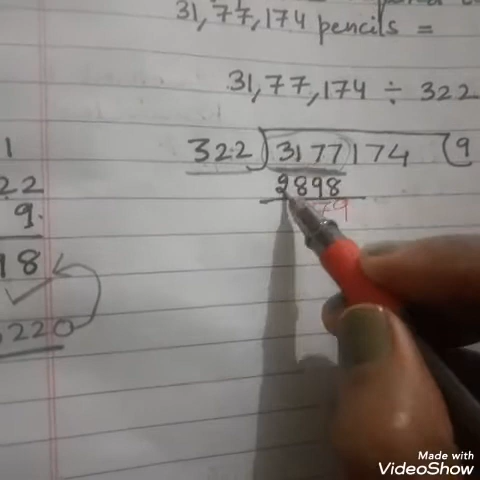 31,77,174 pencils =
31,77,174 ÷ 322
322)3177174(9
2898
79
1
22
9.
18
220
Made with
VideoShow